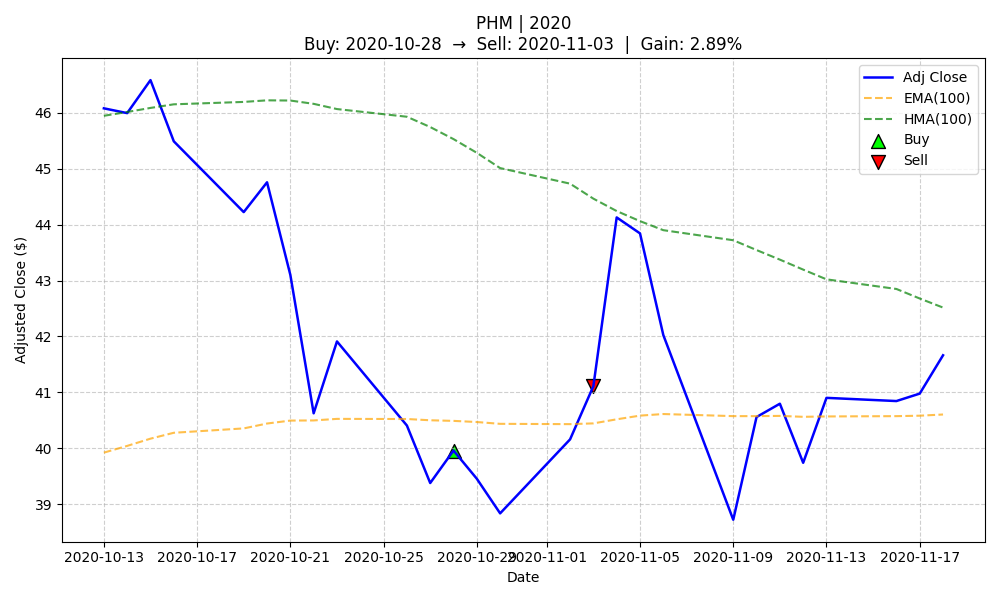 PHM | 2020
Buy: 2020-10-28 → Sell: 2020-11-03 | Gain: 2.89%
Adj Close
EMA(100)
HMA(100)
Buy
Sell
Adjusted Close ($)
46
45
44
43
42
41
40
39
2020-10-13 2020-10-17 2020-10-21 2020-10-25 2020-10-29 2020-11-01 2020-11-05 2020-11-09 2020-11-13 2020-11-17
Date